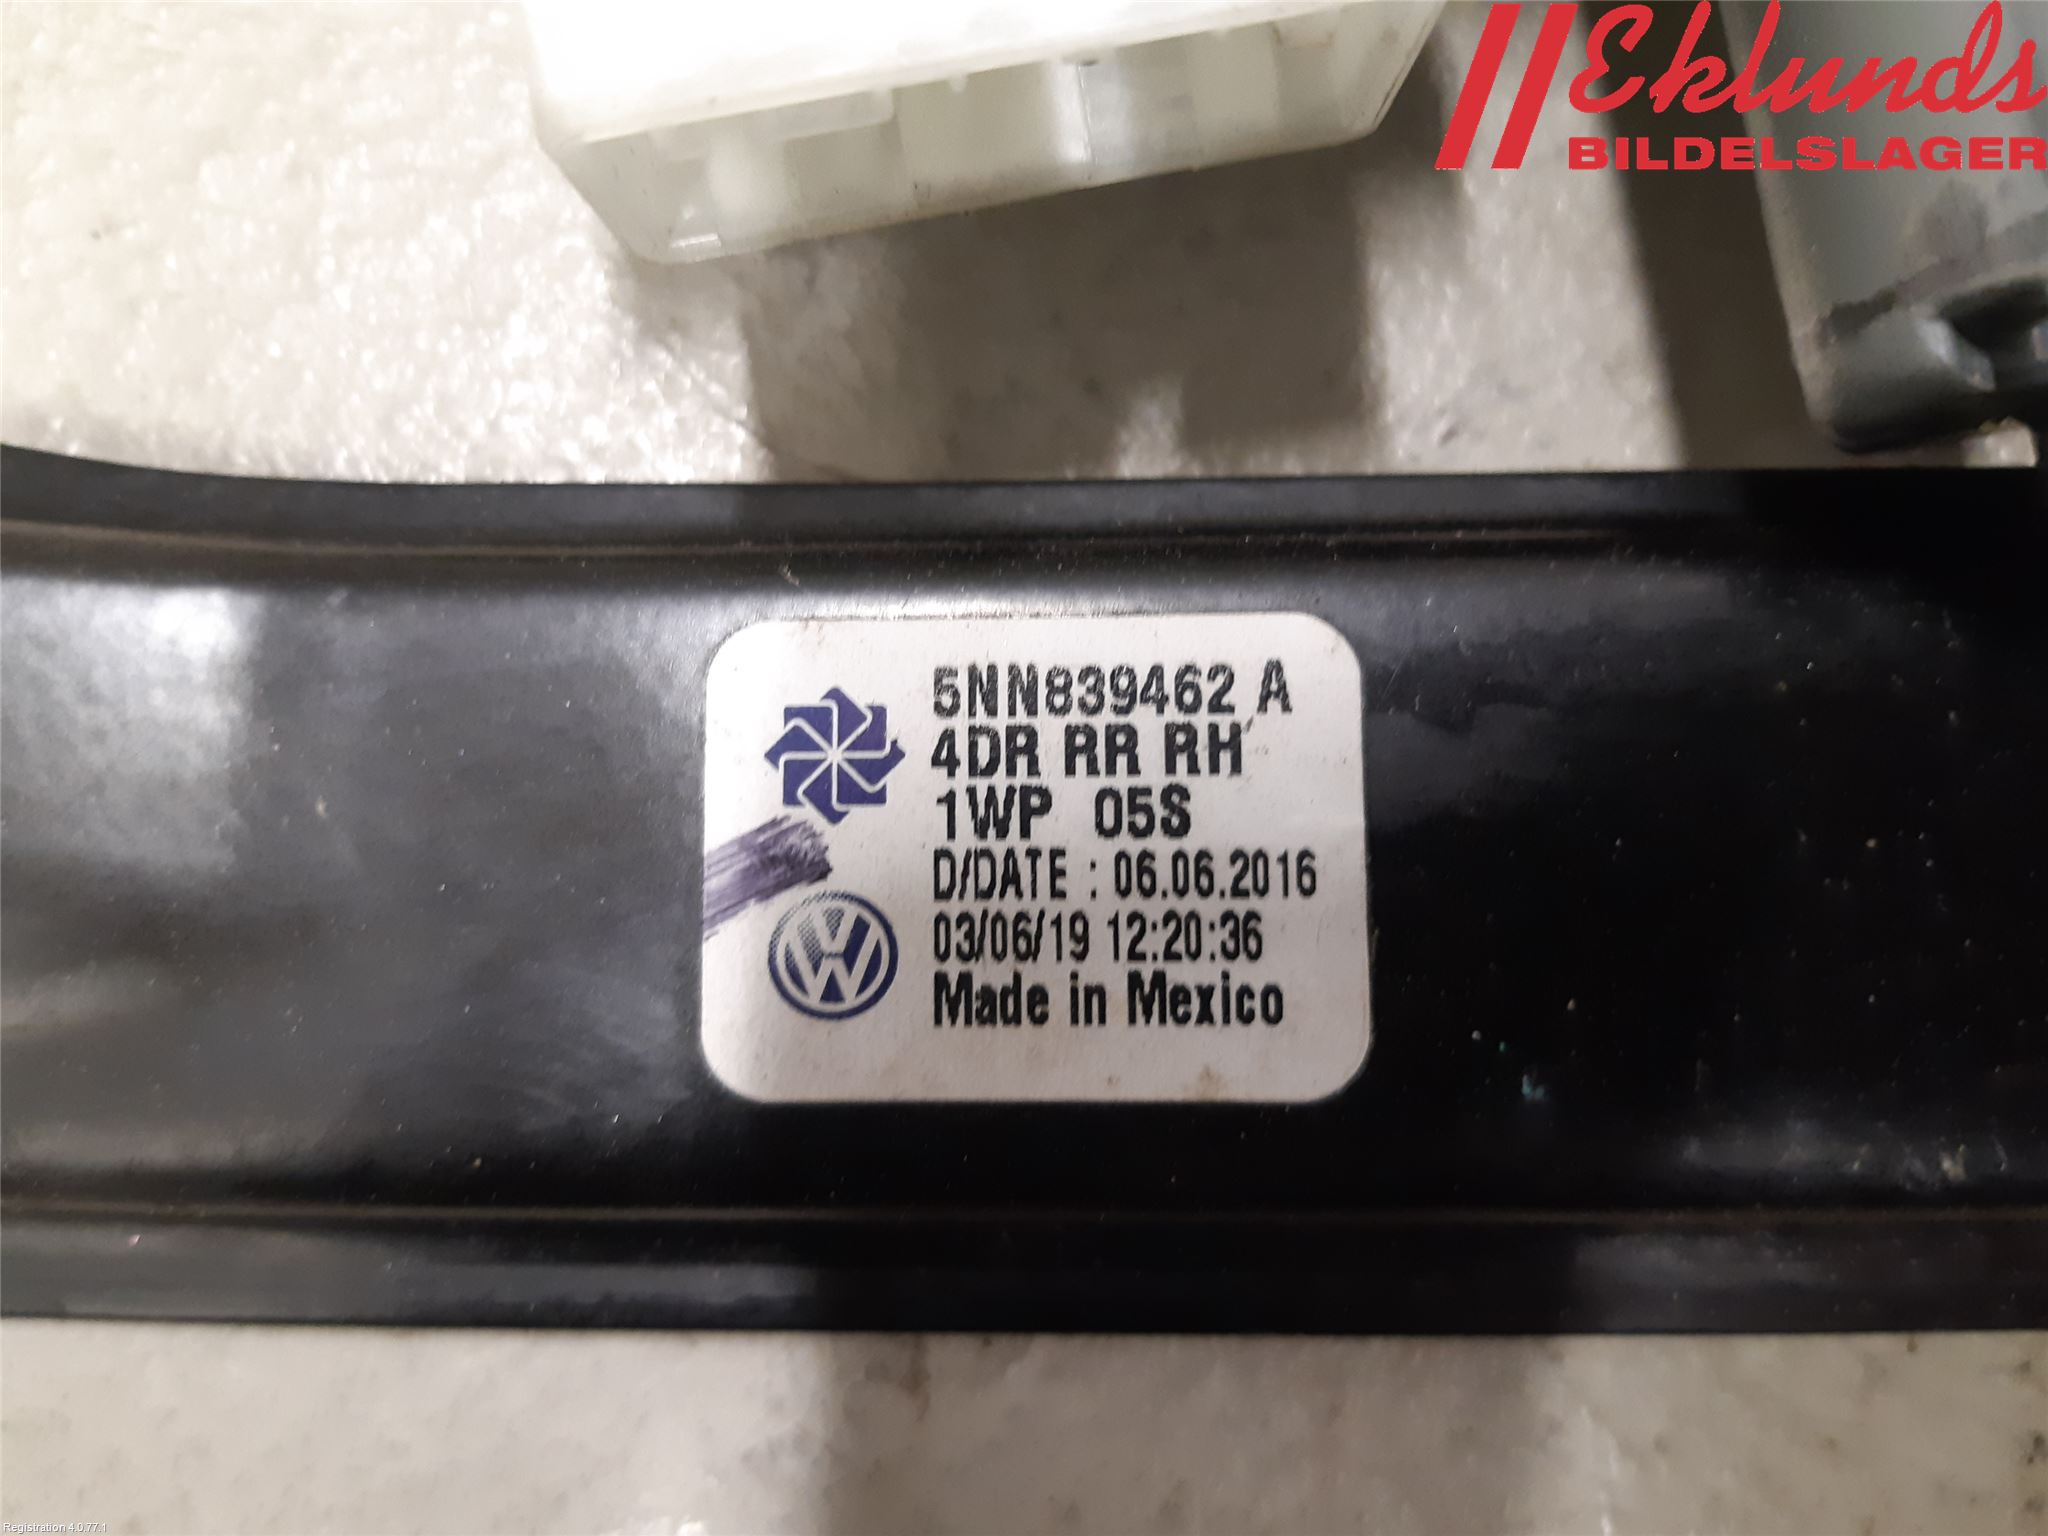 Eklunds
BILDELSLAGER
5NN839462 A
4DR RR RH
1WP 05S
D/DATE : 06.06.2016
03/06/19 12:20:36
Made in Mexico
Registration 4.0.77.1